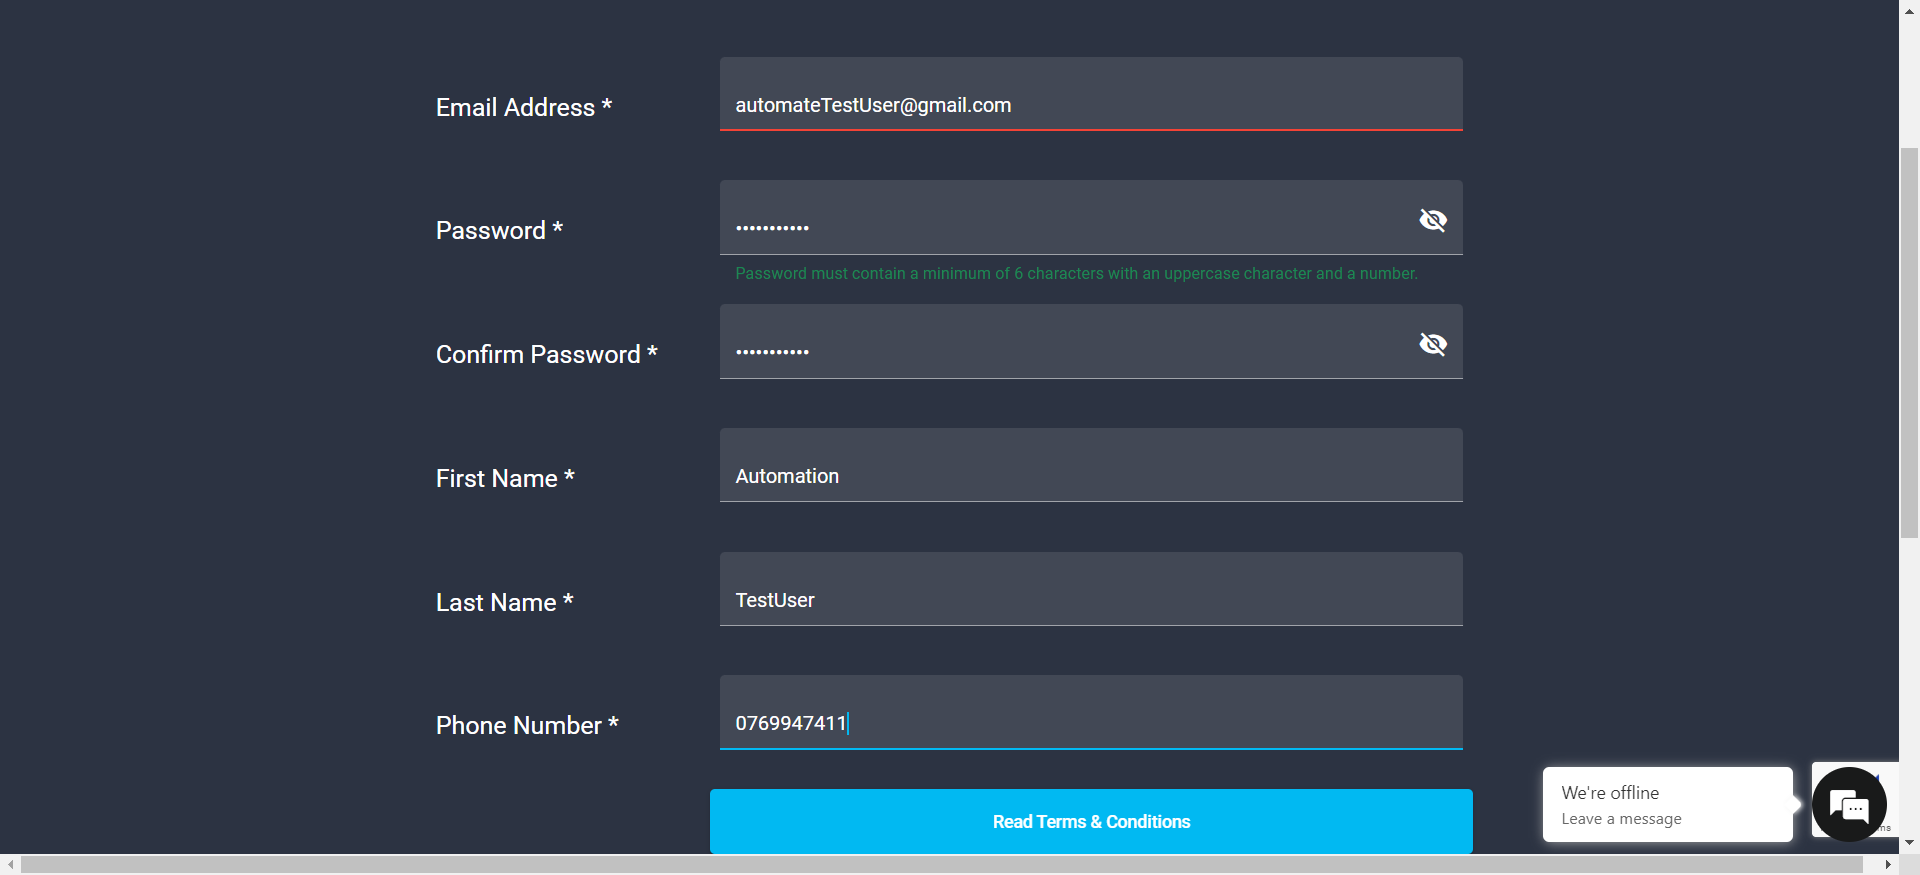 Email Address *
automateTestUser@gmail.com
Password *
•••••••••••
Password must contain a minimum of 6 characters with an uppercase character and a number.
Confirm Password *
•••••••••••
First Name *
Automation
Last Name *
TestUser
Phone Number *
0769947411
Read Terms & Conditions
We're offline
Leave a message